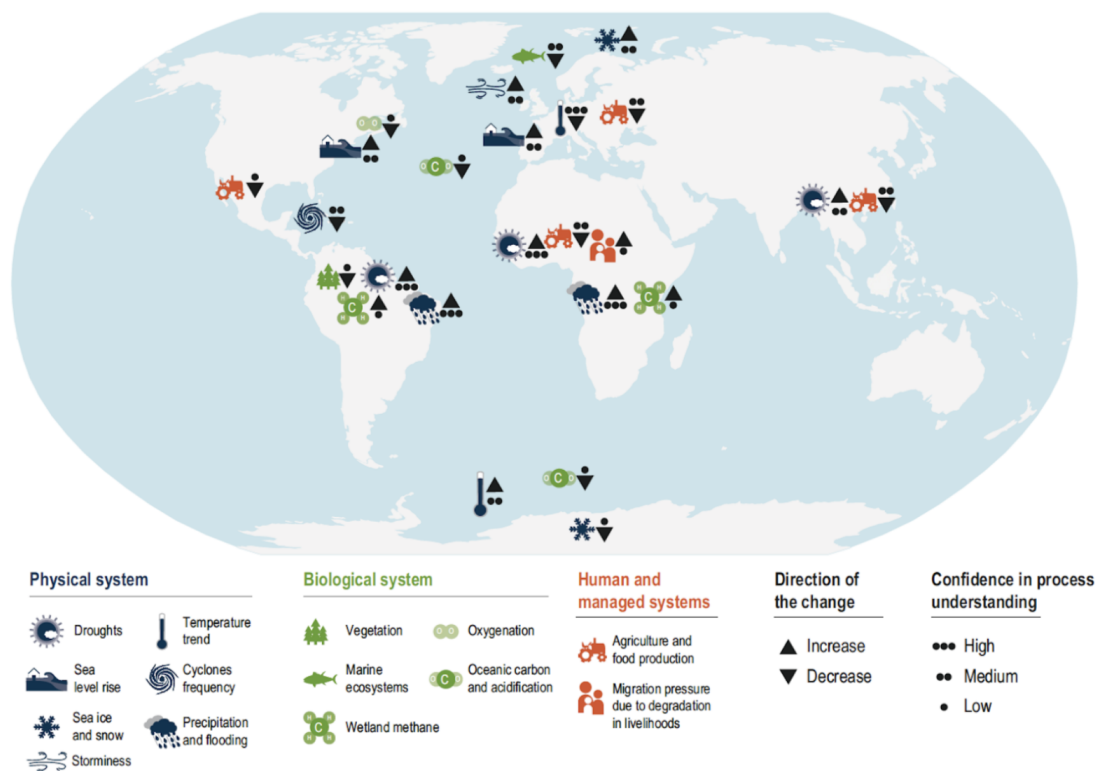 Physical system
Droughts
Temperature
trend
Sea
level rise
Cyclones
frequency
Sea ice
and snow
Precipitation
and flooding
Storminess
Biological system
Vegetation
Oxygenation
Marine
ecosystems
Oceanic carbon
and acidification
Wetland methane
Human and
managed systems
Agriculture and
food production
Migration pressure
due to degradation
in livelihoods
Direction of
the change
Increase
Decrease
Confidence in process
understanding
High
Medium
Low